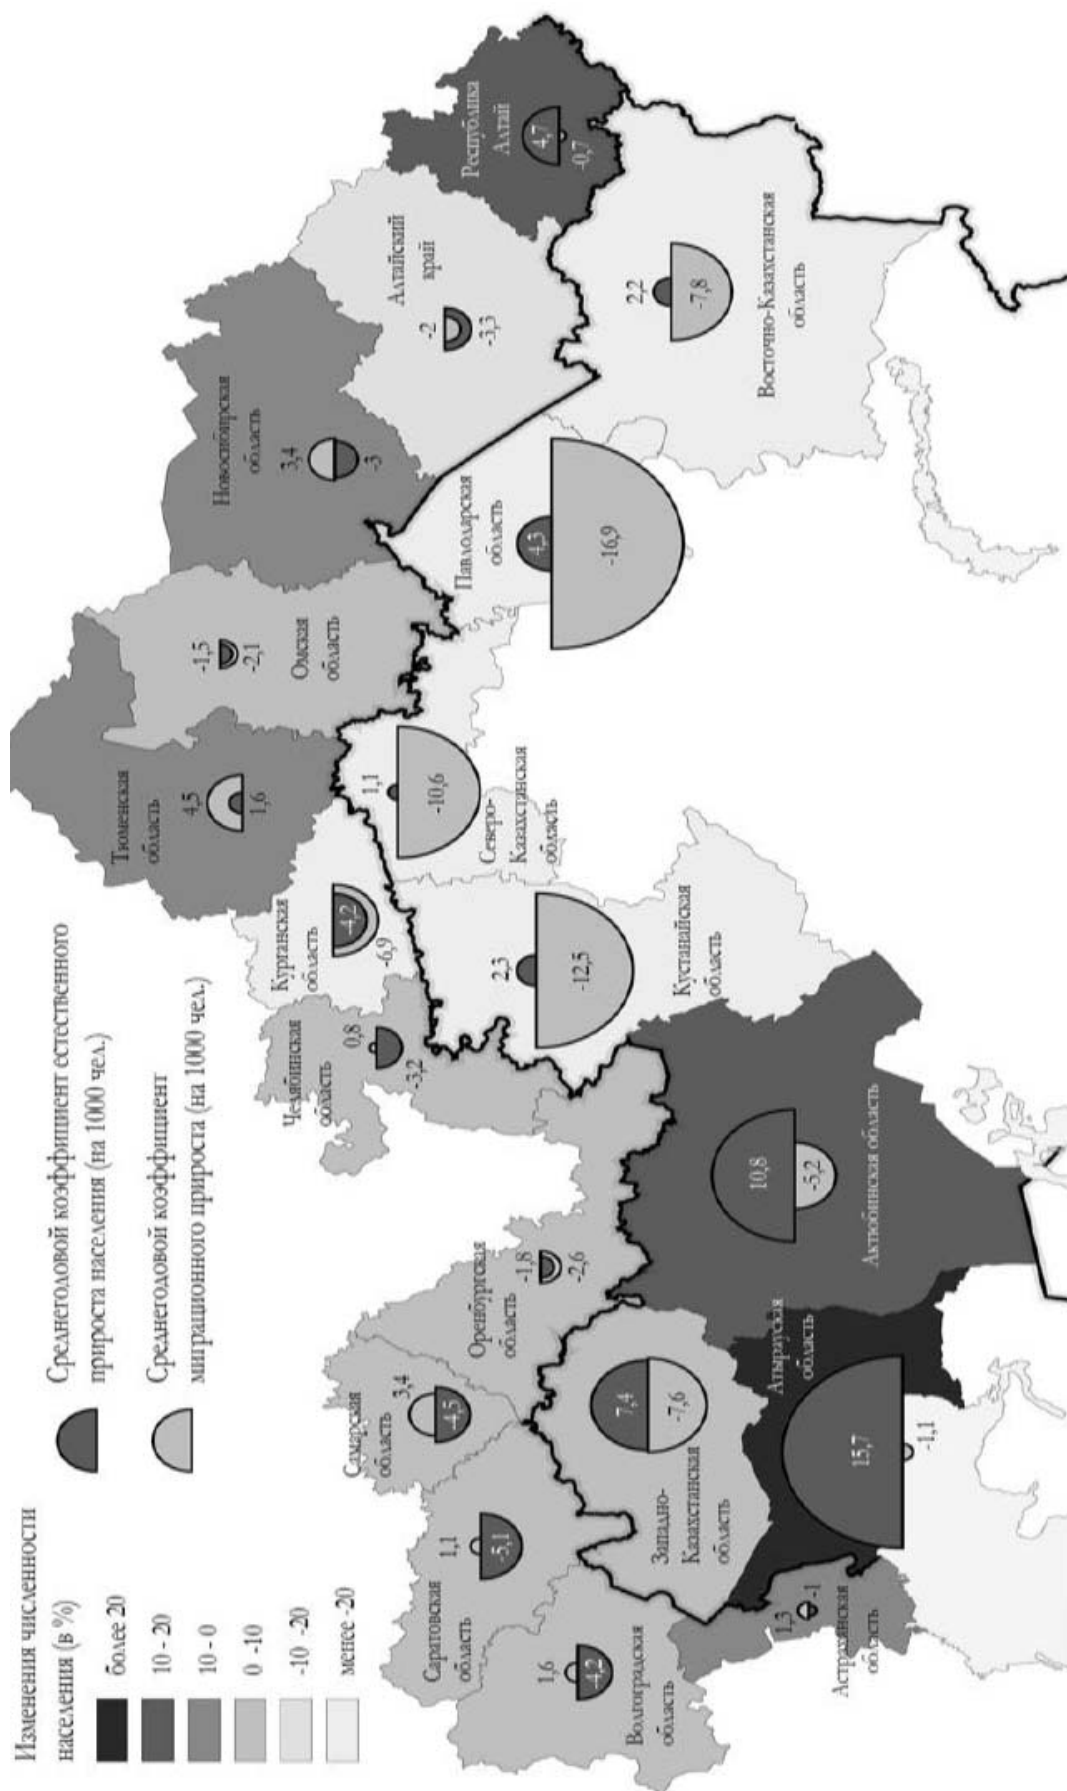 Изменения численности
населения (в %)
более 20
10 - 20
10 - 0
0 -10
-10 -20
менее -20
Среднегодовой коэффициент естественного
прироста населения (на 1000 чел.)
Среднегодовой коэффициент
миграционного прироста (на 1000 чел.)
Волгоградская
область
1,6
-4,2
Саратовская
область
1,1
-5,1
Самарская
область
3,4
-4,5
Оренбургская
область
-1,8
-2,6
Челябинская
область
0,8
-3,2
Курганская
область
-4,2
-6,9
Тюменская
область
4,5
1,6
Омская
область
-1,5
-2,1
Новосибирская
область
3,4
-3
Алтайский
край
-2
-3,3
Республика
Алтай
4,7
-0,7
Астраханская
область
1,3
-1
Западно-
Казахстанская
область
7,4
-7,6
Атырауская
область
15,7
-1,1
Актюбинская область
10,8
-5,2
Кустанайская
область
2,3
-12,5
Северо-
Казахстанская
область
1,1
-10,6
Павлодарская
область
4,3
-16,9
Восточно-Казахстанская
область
2,2
-7,8